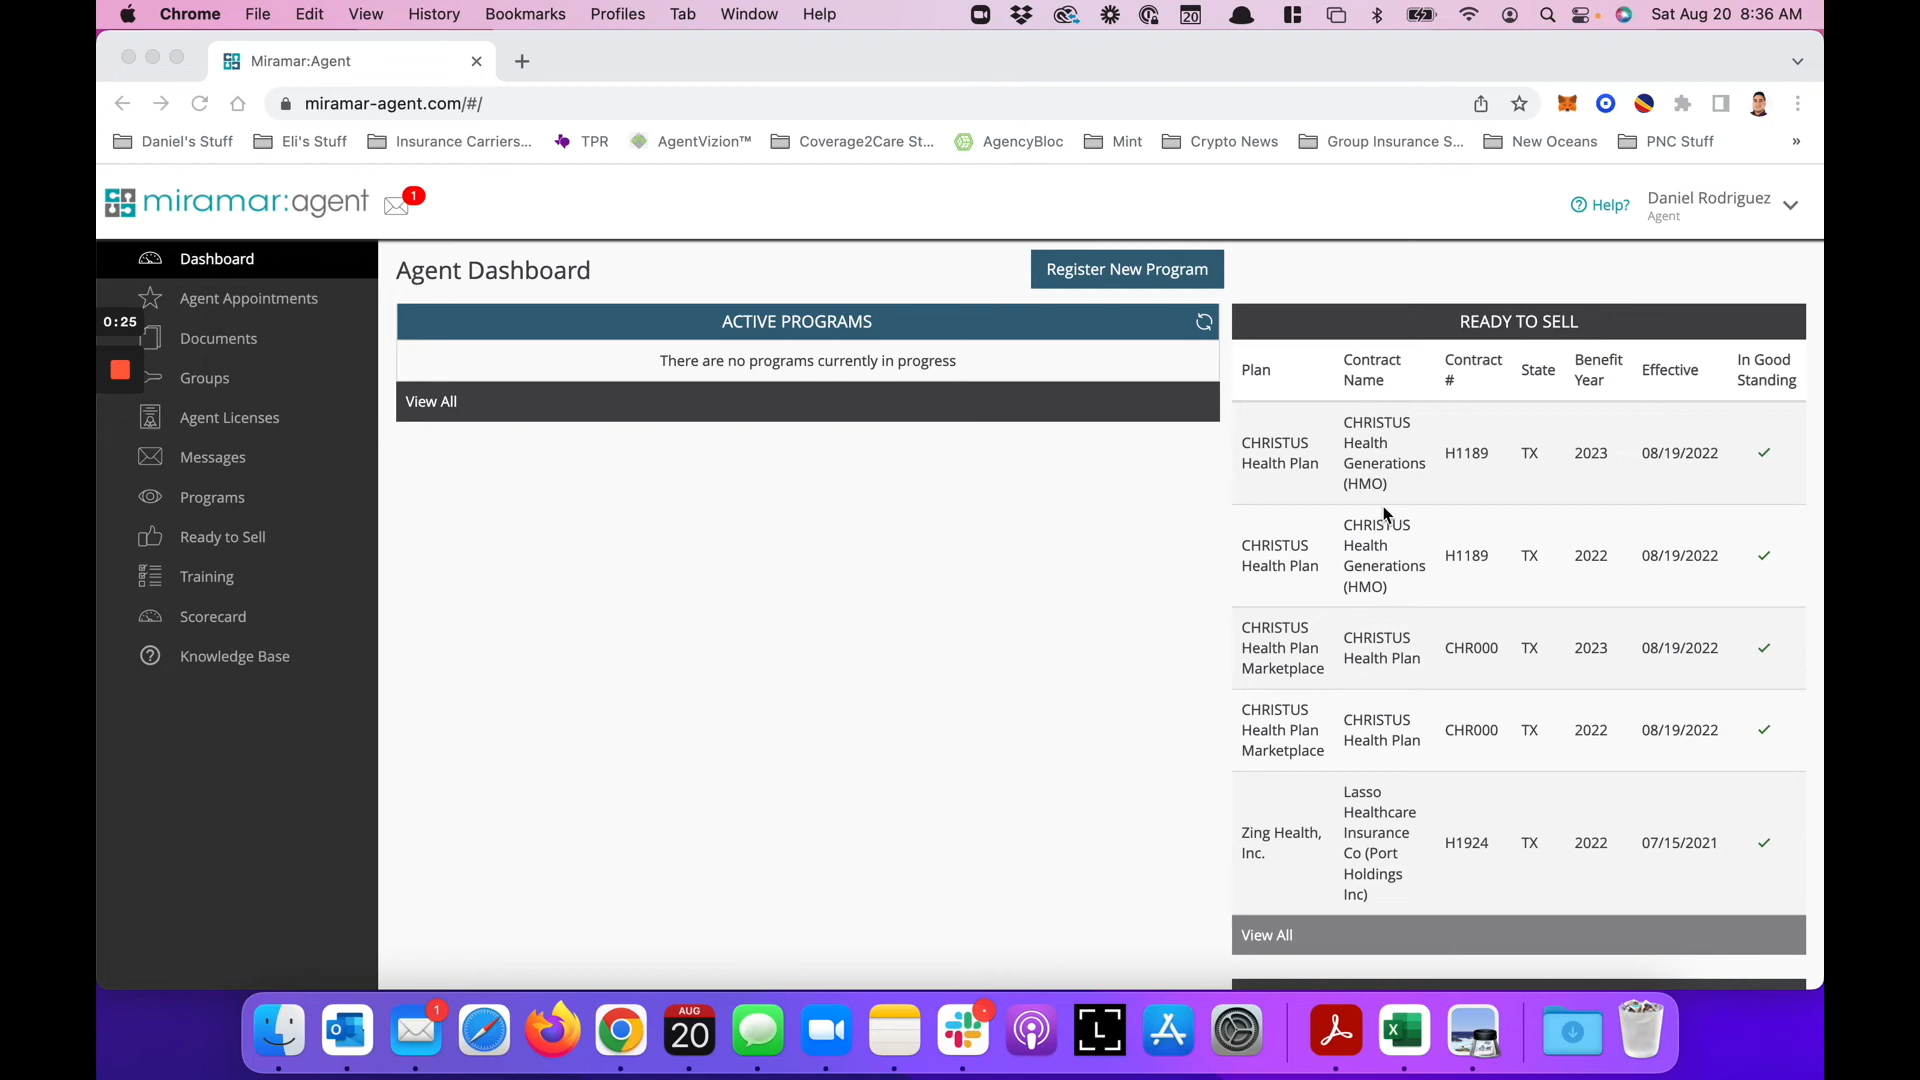 Chrome File Edit View History Bookmarks Profiles Tab Window Help 20 Sat Aug 20 8:36 AM
Miramar:Agent
miramar-agent.com/#/
Daniel's Stuff Eli's Stuff Insurance Carriers... TPR AgentVizion™ Coverage2Care St... AgencyBloc Mint Crypto News Group Insurance S... New Oceans PNC Stuff »
miramar:agent 1
Help? Daniel Rodriguez
Agent
Dashboard
Agent Appointments
0:25
Documents
Groups
Agent Licenses
Messages
Programs
Ready to Sell
Training
Scorecard
Knowledge Base
Agent Dashboard
Register New Program
ACTIVE PROGRAMS
There are no programs currently in progress
View All
READY TO SELL
Plan Contract Name Contract # State Benefit Year Effective In Good Standing
CHRISTUS Health Plan CHRISTUS Health Generations (HMO) H1189 TX 2023 08/19/2022 ✓
CHRISTUS Health Plan CHRISTUS Health Generations (HMO) H1189 TX 2022 08/19/2022 ✓
CHRISTUS Health Plan Marketplace CHRISTUS Health Plan CHR000 TX 2023 08/19/2022 ✓
CHRISTUS Health Plan Marketplace CHRISTUS Health Plan CHR000 TX 2022 08/19/2022 ✓
Zing Health, Inc. Lasso Healthcare Insurance Co (Port Holdings Inc) H1924 TX 2022 07/15/2021 ✓
View All
1
AUG
20
L
X